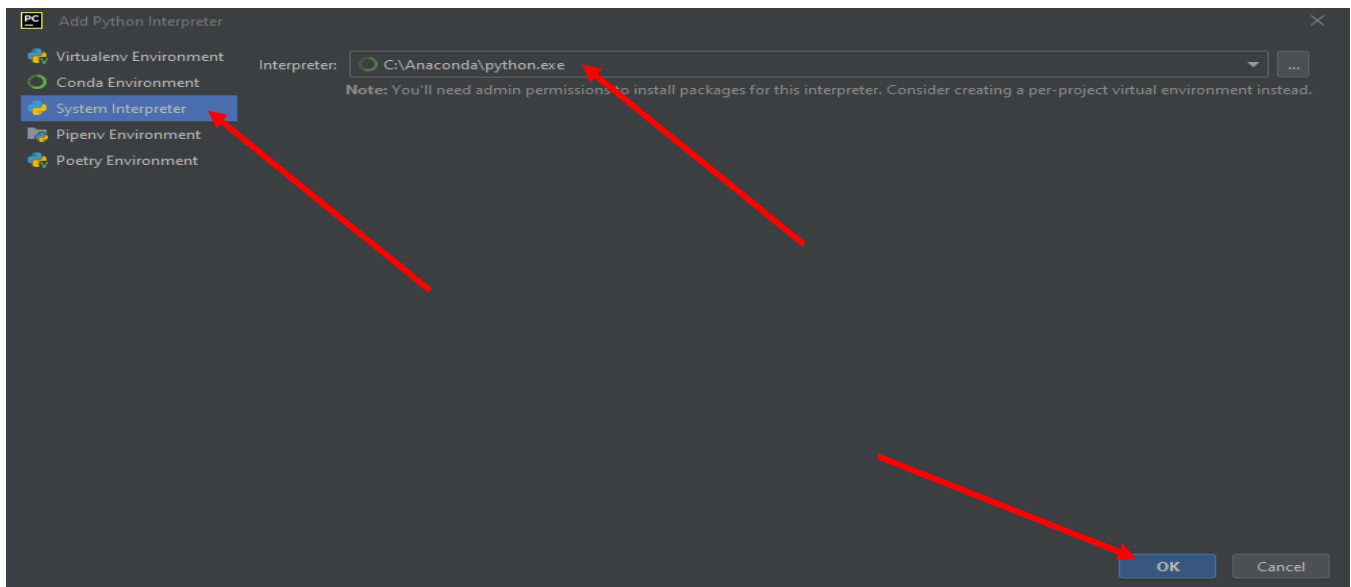 PC Add Python Interpreter
Virtualenv Environment
Conda Environment
System Interpreter
Pipenv Environment
Poetry Environment
Interpreter: C:\Anaconda\python.exe ...
Note: You'll need admin permissions to install packages for this interpreter. Consider creating a per-project virtual environment instead.
OK Cancel